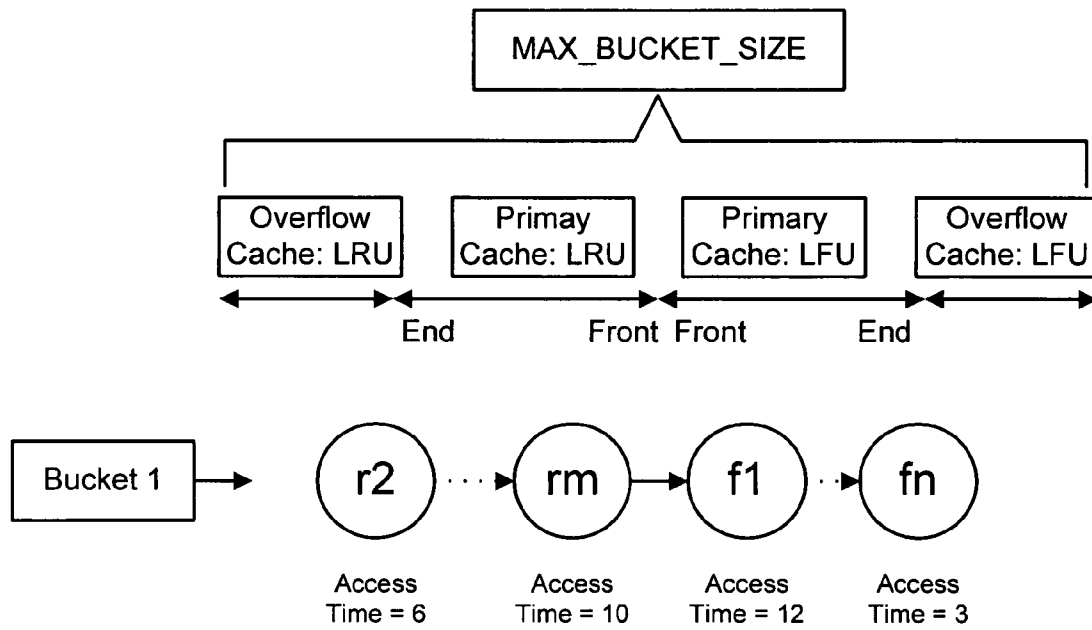 MAX_BUCKET_SIZE
Overflow
Cache: LRU
Primay
Cache: LRU
Primary
Cache: LFU
Overflow
Cache: LFU
End
Front
Front
End
Bucket 1
r2
rm
f1
fn
Access
Time = 6
Access
Time = 10
Access
Time = 12
Access
Time = 3